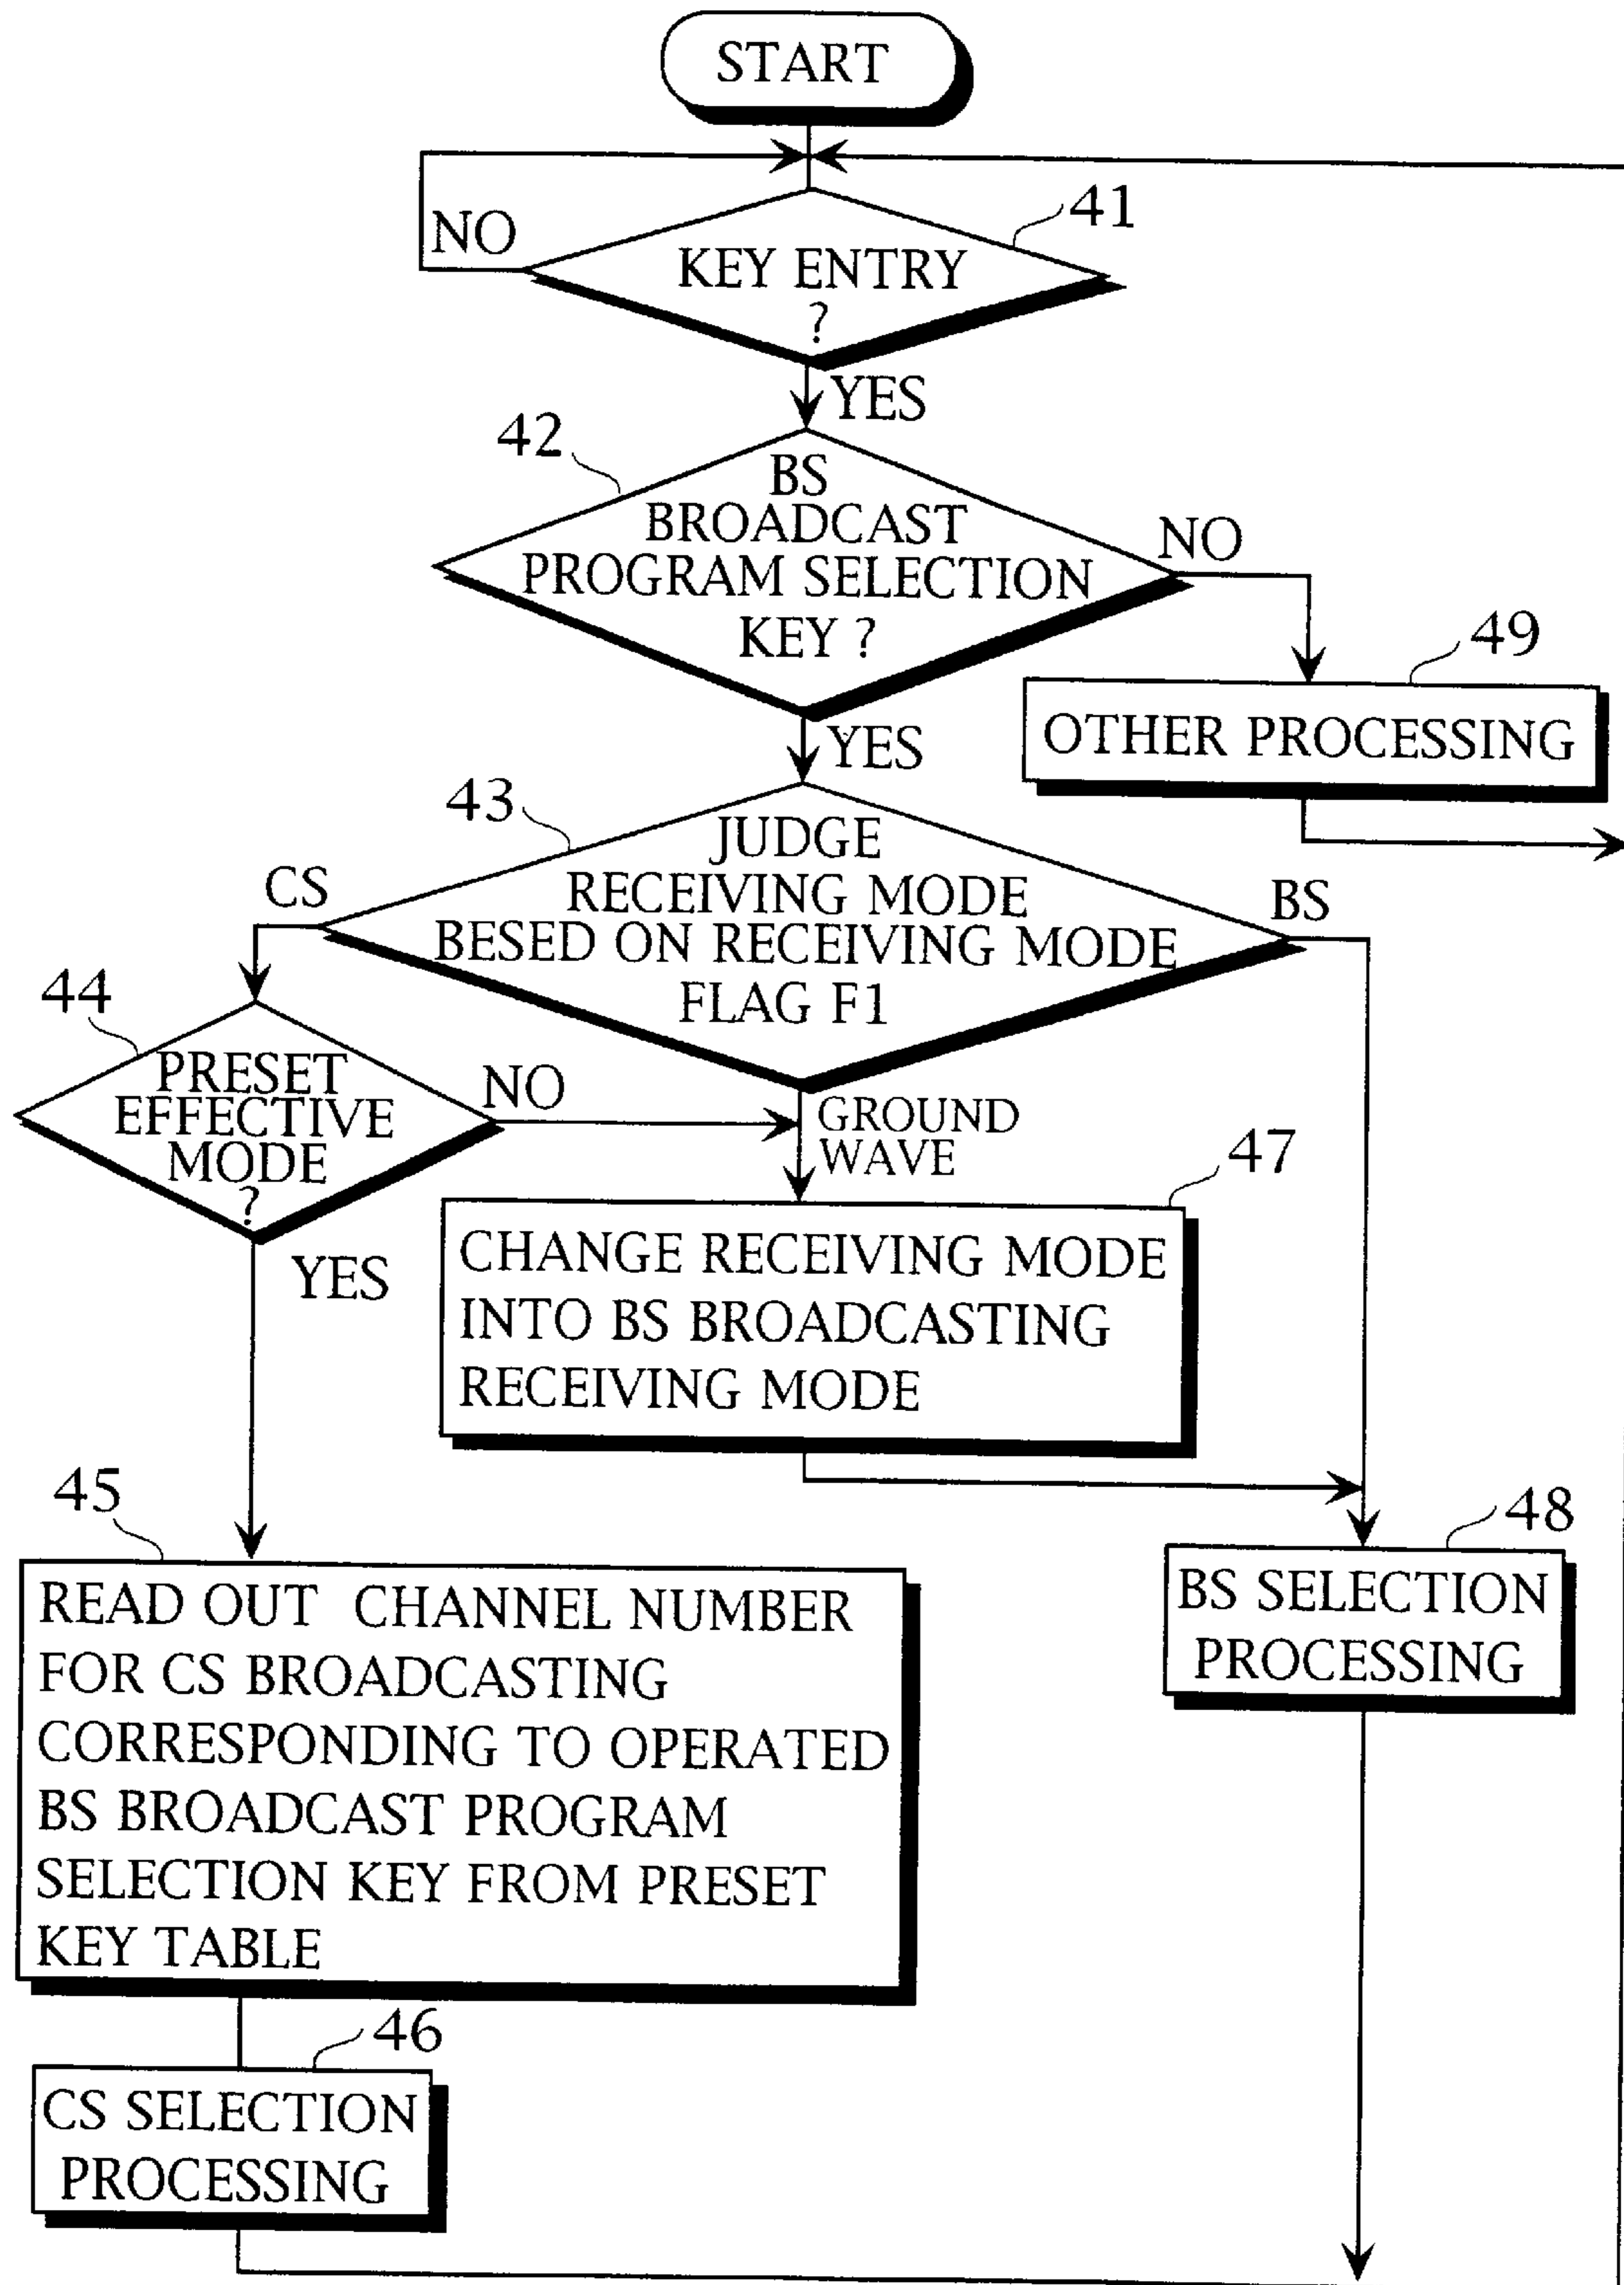 START
NO
41
KEY ENTRY
?
YES
42
BS
BROADCAST
PROGRAM SELECTION
KEY ?
NO
49
OTHER PROCESSING
YES
43
JUDGE
RECEIVING MODE
BESED ON RECEIVING MODE
FLAG F1
CS
BS
44
PRESET
EFFECTIVE
MODE
?
NO
GROUND
WAVE
YES
47
CHANGE RECEIVING MODE
INTO BS BROADCASTING
RECEIVING MODE
45
READ OUT CHANNEL NUMBER
FOR CS BROADCASTING
CORRESPONDING TO OPERATED
BS BROADCAST PROGRAM
SELECTION KEY FROM PRESET
KEY TABLE
48
BS SELECTION
PROCESSING
46
CS SELECTION
PROCESSING